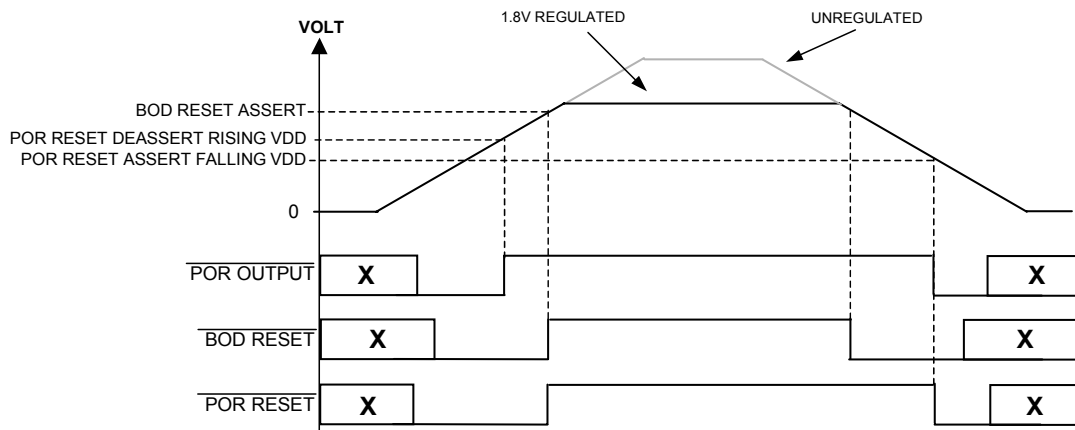 1.8V REGULATED
UNREGULATED
VOLT
BOD RESET ASSERT
POR RESET DEASSERT RISING VDD
POR RESET ASSERT FALLING VDD
0
POR OUTPUT
X
X
BOD RESET
X
X
POR RESET
X
X